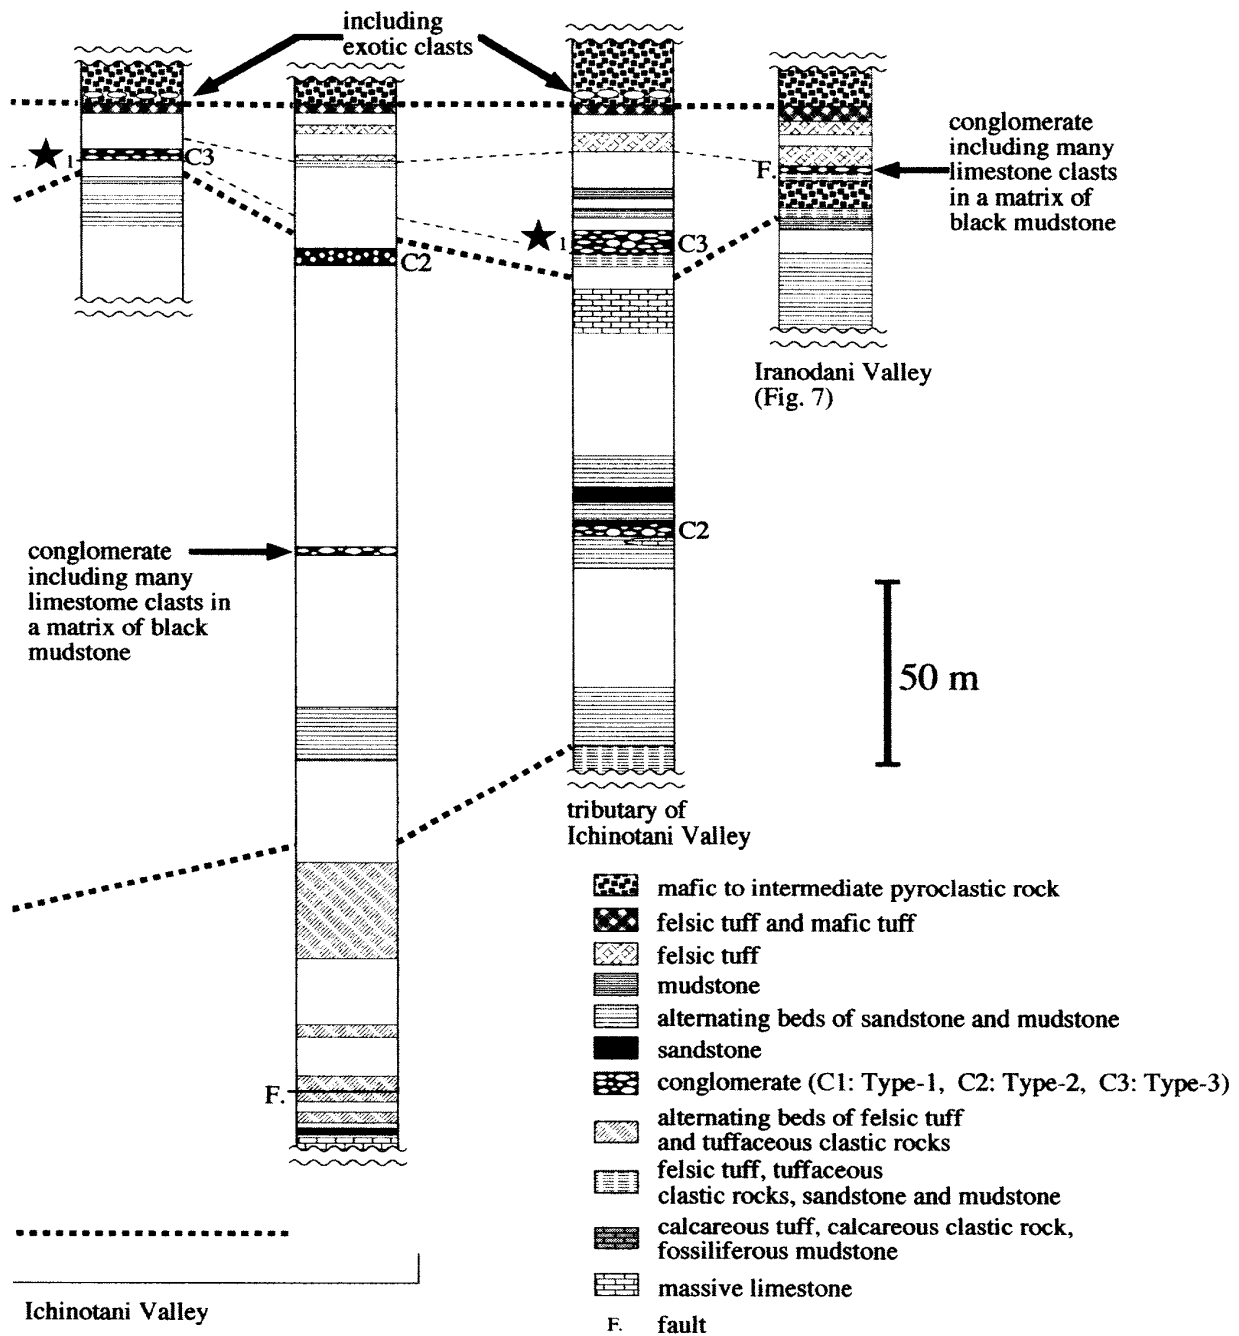 including
exotic clasts
1
C3
C2
1
C3
F.
conglomerate
including many
limestone clasts
in a matrix of
black mudstone
Iranodani Valley
(Fig. 7)
C2
conglomerate
including many
limestome clasts in
a matrix of black
mudstone
50 m
tributary of
Ichinotani Valley
F.
mafic to intermediate pyroclastic rock
felsic tuff and mafic tuff
felsic tuff
mudstone
alternating beds of sandstone and mudstone
sandstone
conglomerate (C1: Type-1, C2: Type-2, C3: Type-3)
alternating beds of felsic tuff
and tuffaceous clastic rocks
felsic tuff, tuffaceous
clastic rocks, sandstone and mudstone
calcareous tuff, calcareous clastic rock,
fossiliferous mudstone
massive limestone
F. fault
Ichinotani Valley